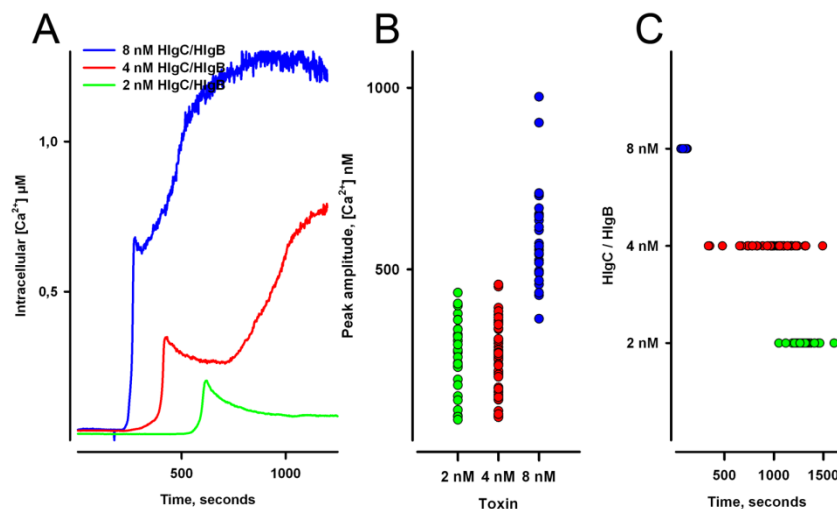 A
8 nM HlgC/HlgB
4 nM HlgC/HlgB
2 nM HlgC/HlgB
1,0
0,5
Intracellular [Ca²⁺] µM
500
1000
Time, seconds
B
1000
500
Peak amplitude, [Ca²⁺] nM
2 nM 4 nM 8 nM
Toxin
C
8 nM
4 nM
2 nM
HlgC / HlgB
500
1000
1500
Time, seconds